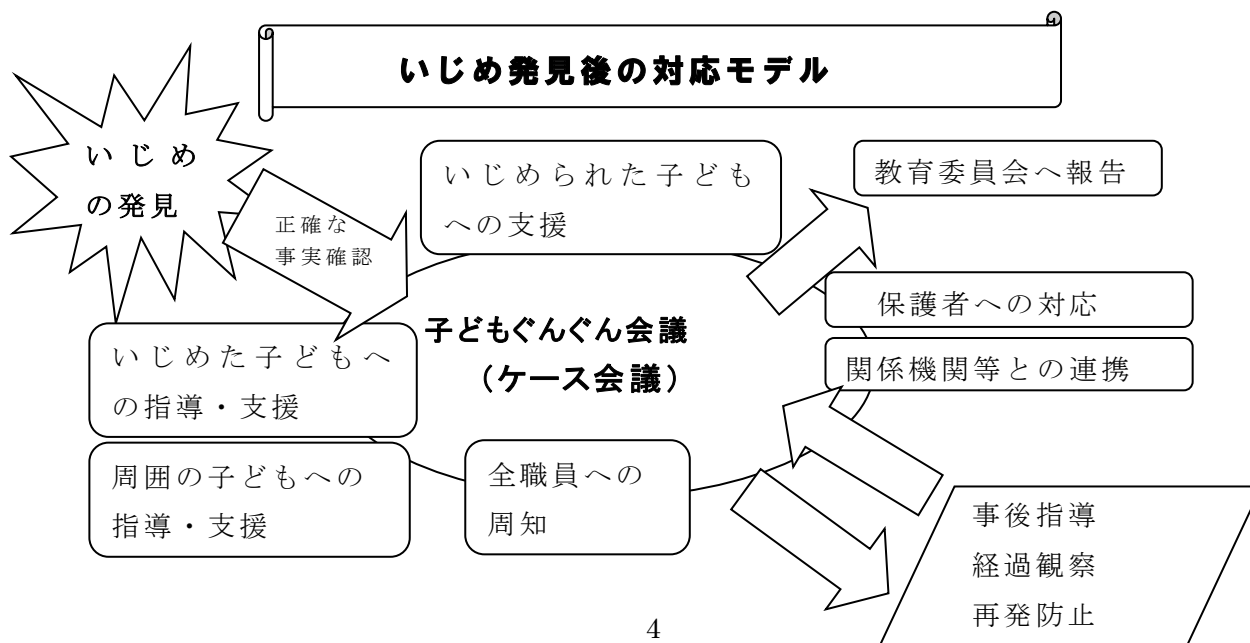 いじめ発見後の対応モデル
いじめ
の発見
正確な
事実確認
いじめられた子ども
への支援
教育委員会へ報告
保護者への対応
関係機関等との連携
子どもぐんぐん会議
（ケース会議）
いじめた子どもへ
の指導・支援
周囲の子どもへの
指導・支援
全職員への
周知
事後指導
経過観察
再発防止
4